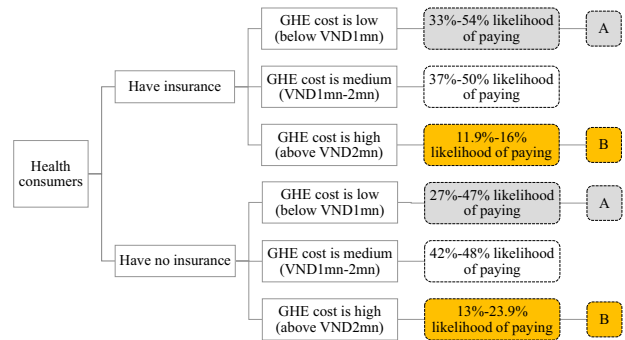 GHE cost is low
(below VND1mn)
33%-54% likelihood
of paying
A
Have insurance
GHE cost is medium
(VND1mn-2mn)
37%-50% likelihood
of paying
GHE cost is high
(above VND2mn)
11.9%-16%
likelihood of paying
B
Health
consumers
GHE cost is low
(below VND1mn)
27%-47% likelihood
of paying
A
Have no insurance
GHE cost is medium
(VND1mn-2mn)
42%-48% likelihood
of paying
GHE cost is high
(above VND2mn)
13%-23.9%
likelihood of paying
B